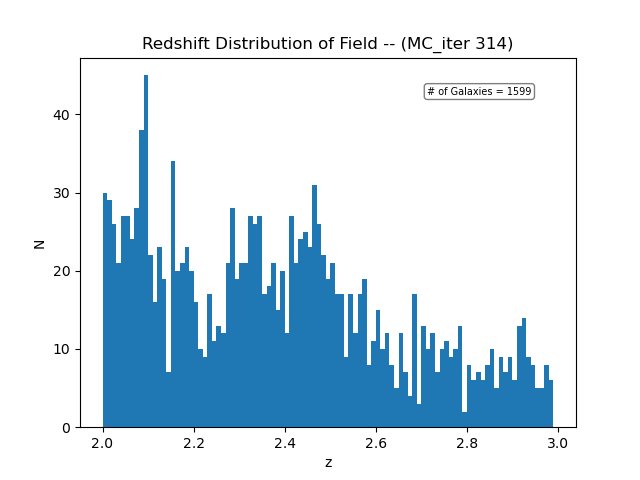 Redshift Distribution of Field -- (MC_iter 314)
# of Galaxies = 1599
40
30
20
10
0
N
2.0 2.2 2.4 2.6 2.8 3.0
z